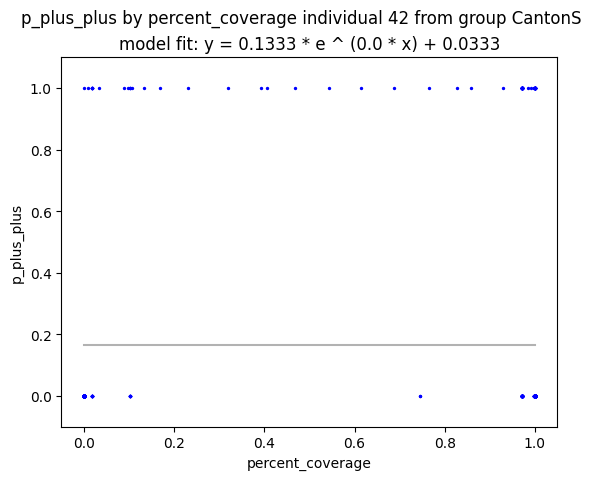 p_plus_plus by percent_coverage individual 42 from group CantonS
model fit: y = 0.1333 * e ^ (0.0 * x) + 0.0333
1.0
0.8
0.6
0.4
0.2
0.0
p_plus_plus
0.0 0.2 0.4 0.6 0.8 1.0
percent_coverage